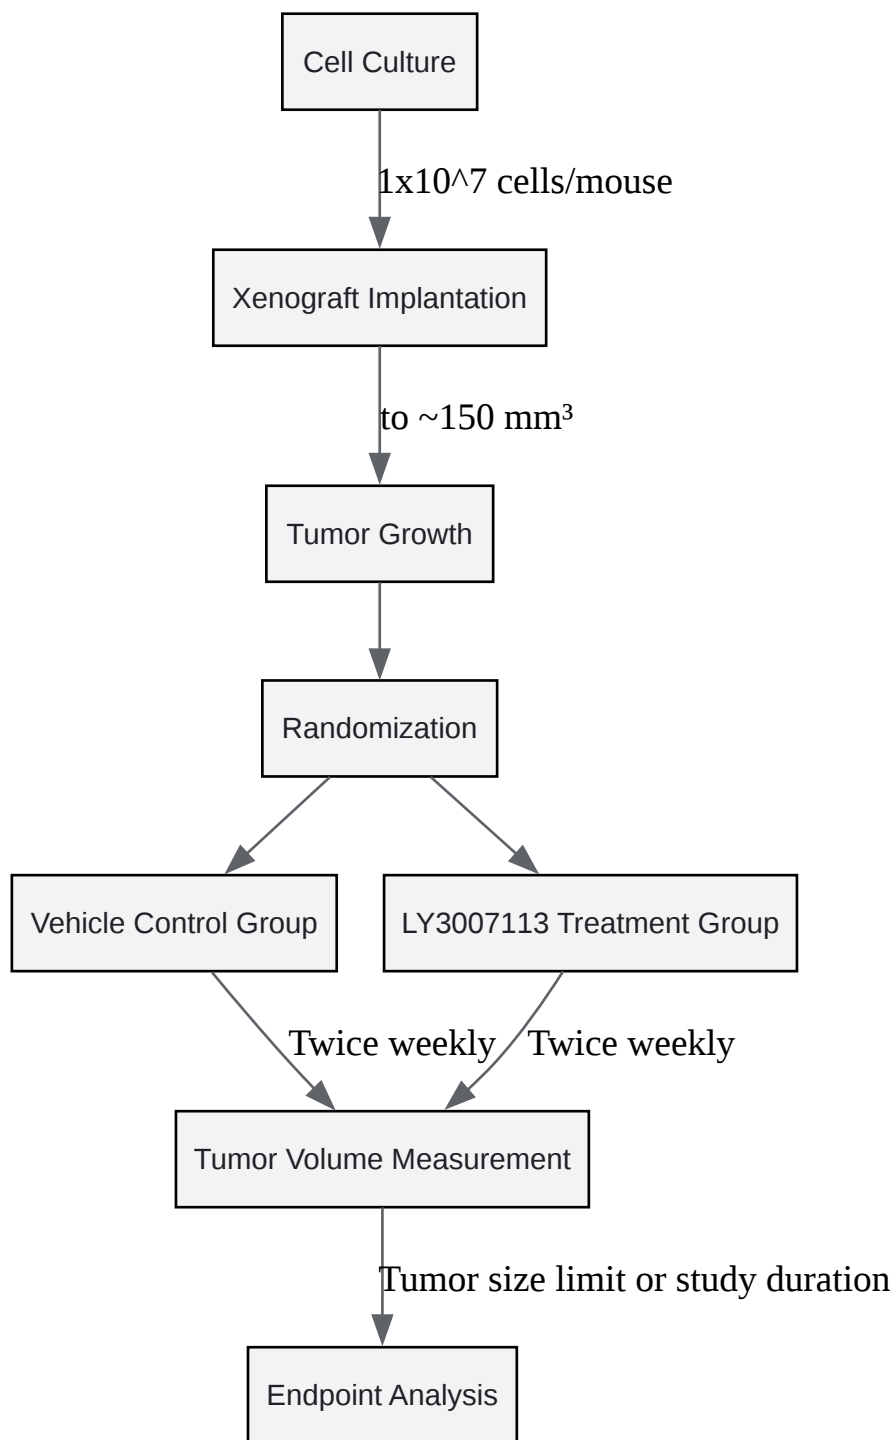 Cell Culture
1x10^7 cells/mouse
Xenograft Implantation
to ~150 mm³
Tumor Growth
Randomization
Vehicle Control Group
LY3007113 Treatment Group
Twice weekly
Twice weekly
Tumor Volume Measurement
Tumor size limit or study duration
Endpoint Analysis